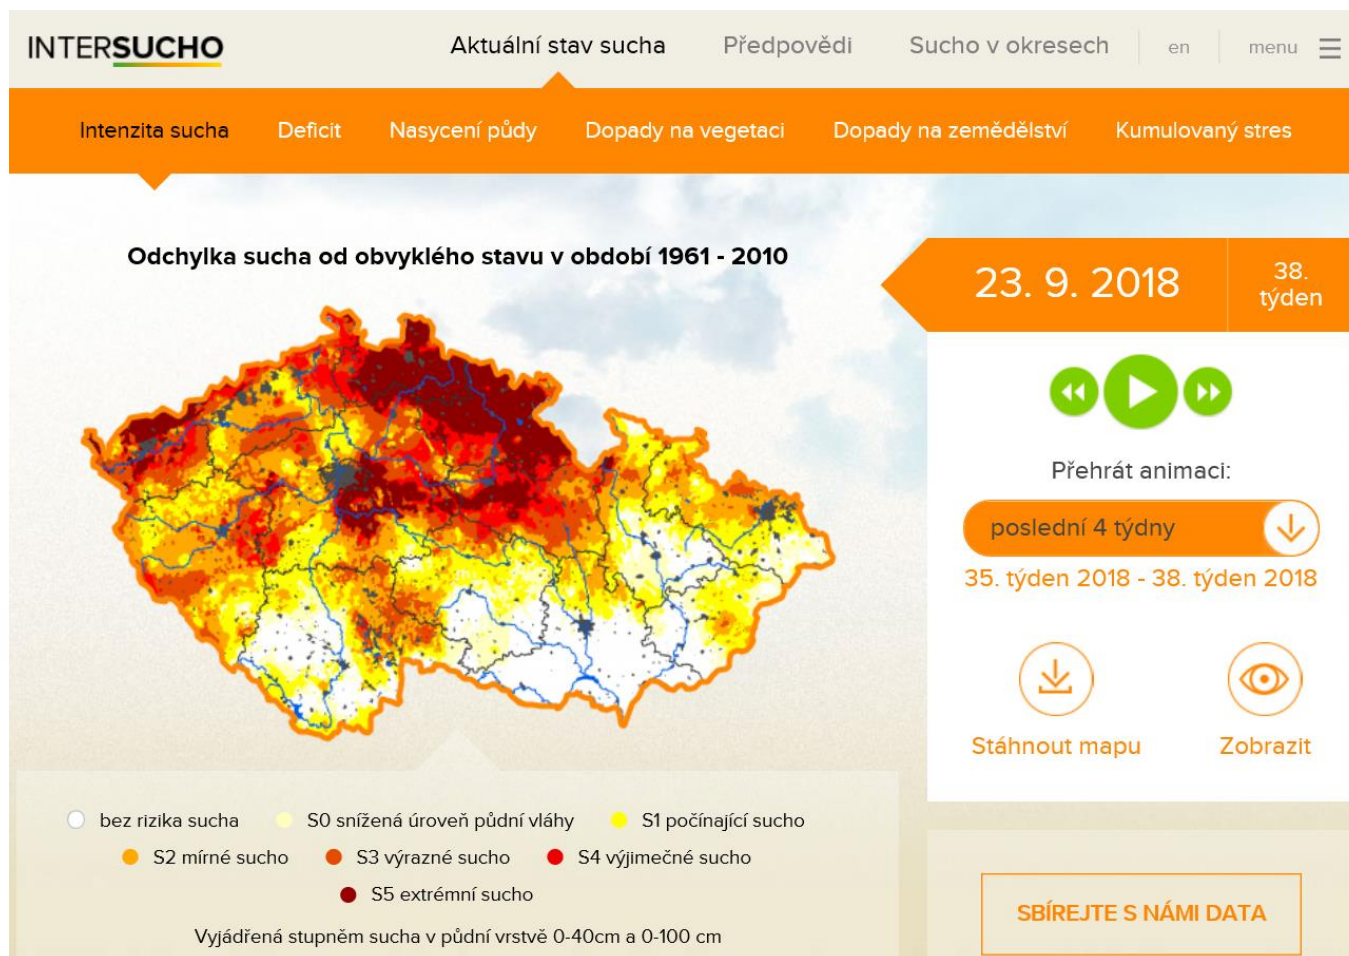 INTERSUCHO
Aktuální stav sucha
Předpovědi
Sucho v okresech
en
menu
Intenzita sucha
Deficit
Nasycení půdy
Dopady na vegetaci
Dopady na zemědělství
Kumulovaný stres
Odchylka sucha od obvyklého stavu v období 1961 - 2010
23. 9. 2018
38.
týden
Přehrát animaci:
poslední 4 týdny
35. týden 2018 - 38. týden 2018
Stáhnout mapu
Zobrazit
bez rizika sucha
S0 snížená úroveň půdní vláhy
S1 počínající sucho
S2 mírné sucho
S3 výrazné sucho
S4 výjimečné sucho
S5 extrémní sucho
Vyjádřená stupněm sucha v půdní vrstvě 0-40cm a 0-100 cm
SBÍREJTE S NÁMI DATA